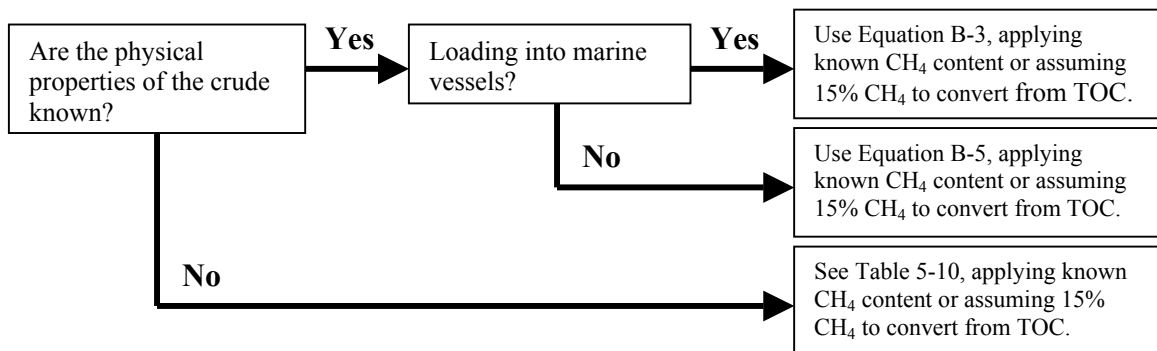 Are the physical
properties of the crude
known?
Yes
Loading into marine
vessels?
Yes
Use Equation B-3, applying
known CH₄ content or assuming
15% CH₄ to convert from TOC.
No
Use Equation B-5, applying
known CH₄ content or assuming
15% CH₄ to convert from TOC.
No
See Table 5-10, applying known
CH₄ content or assuming 15%
CH₄ to convert from TOC.